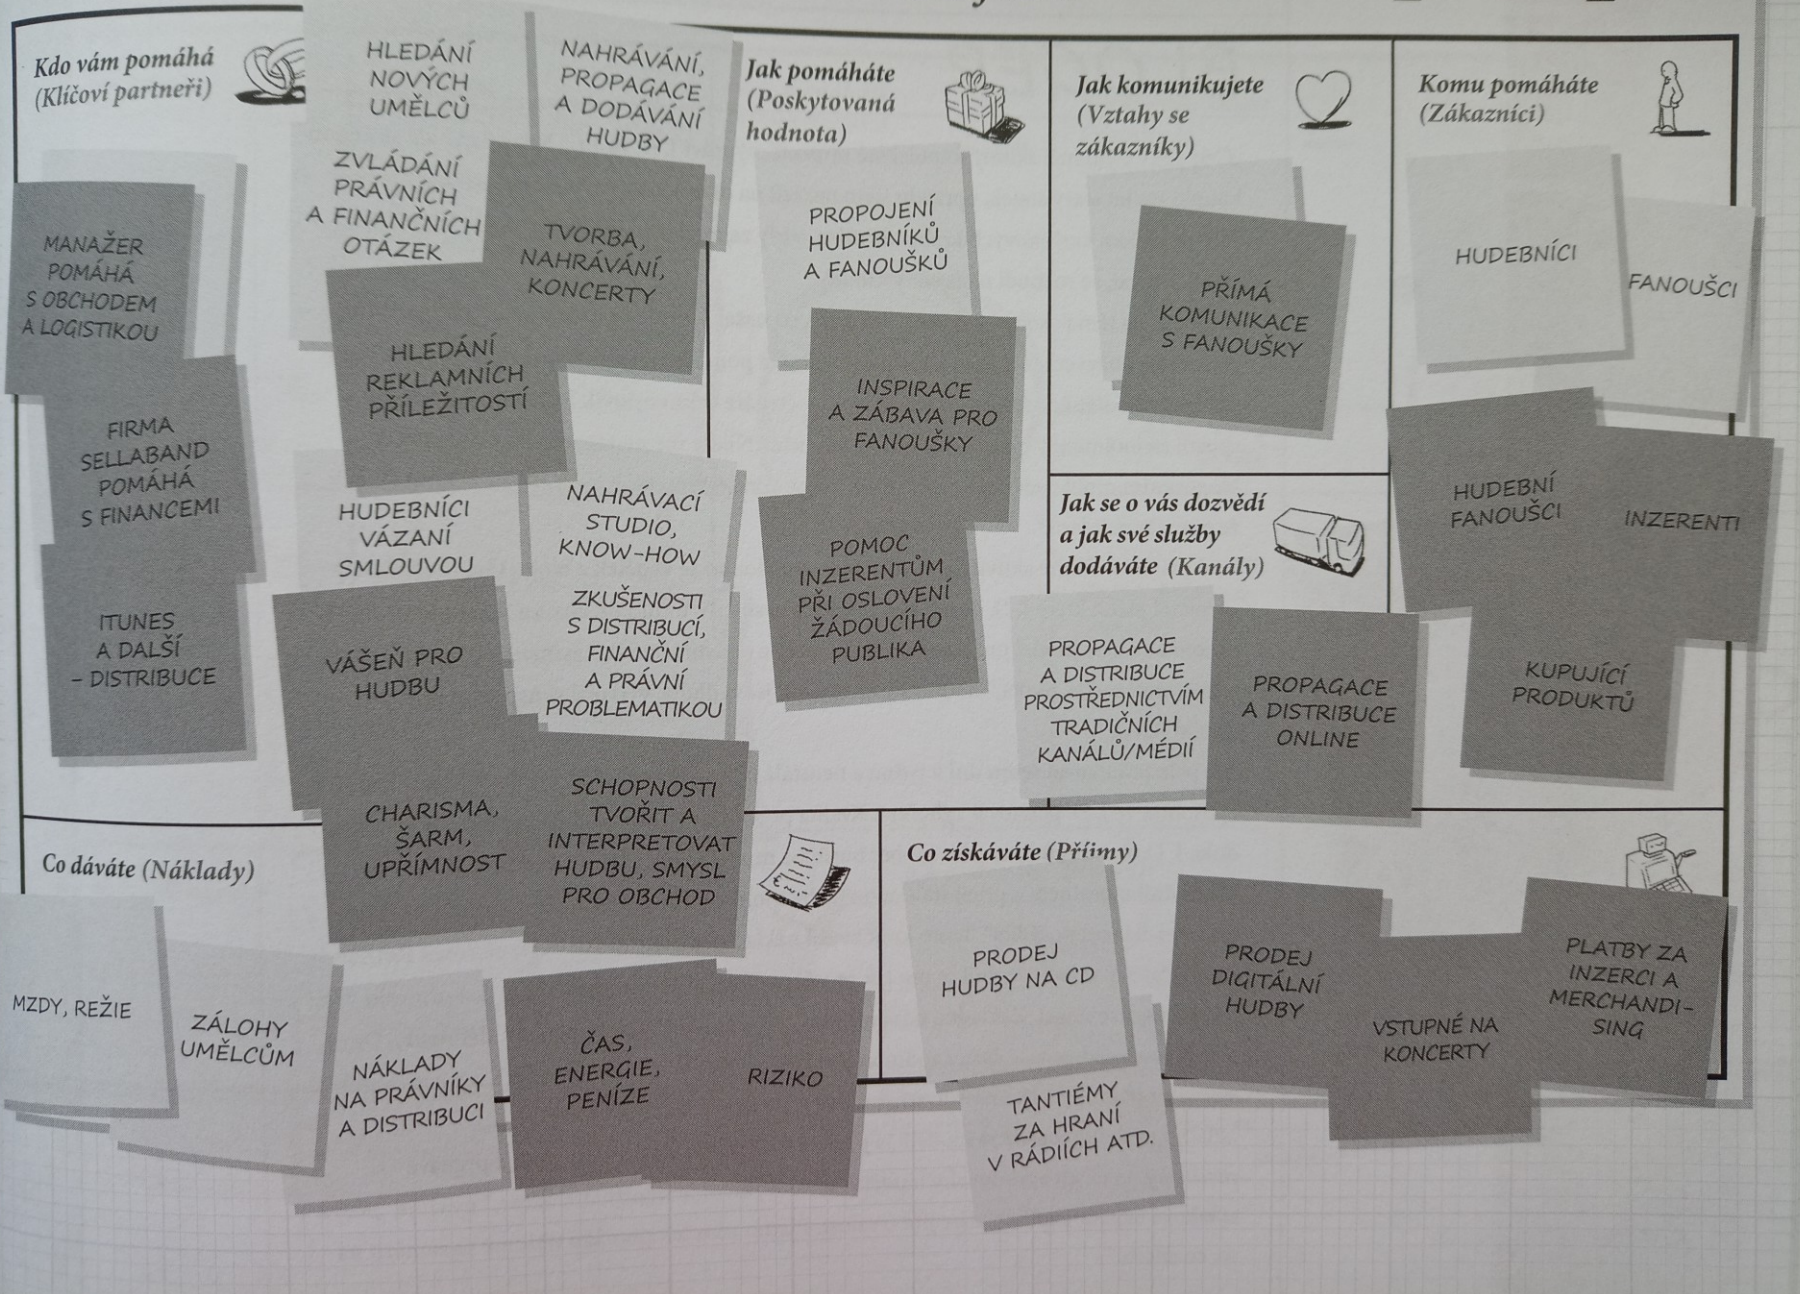 Kdo vám pomáhá
(Klíčoví partneři)
MANAŽER
POMÁHÁ
S OBCHODEM
A LOGISTIKOU
FIRMA
SELLABAND
POMÁHÁ
S FINANCEMI
ITUNES
A DALŠÍ
– DISTRIBUCE
HLEDÁNÍ
NOVÝCH
UMĚLCŮ
ZVLÁDÁNÍ
PRÁVNÍCH
A FINANČNÍCH
OTÁZEK
NAHRÁVÁNÍ,
PROPAGACE
A DODÁVÁNÍ
HUDBY
TVORBA,
NAHRÁVÁNÍ,
KONCERTY
HLEDÁNÍ
REKLAMNÍCH
PŘÍLEŽITOSTÍ
HUDEBNÍCI
VÁZANÍ
SMLOUVOU
NAHRÁVACÍ
STUDIO,
KNOW-HOW
ZKUŠENOSTI
S DISTRIBUCÍ,
FINANČNÍ
A PRÁVNÍ
PROBLEMATIKOU
VÁŠEŇ PRO
HUDBU
CHARISMA,
ŠARM,
UPŘÍMNOST
SCHOPNOSTI
TVOŘIT A
INTERPRETOVAT
HUDBU, SMYSL
PRO OBCHOD
Jak pomáháte
(Poskytovaná
hodnota)
PROPOJENÍ
HUDEBNÍKŮ
A FANOUŠKŮ
INSPIRACE
A ZÁBAVA PRO
FANOUŠKY
POMOC
INZERENTŮM
PŘI OSLOVENÍ
ŽÁDOUCÍHO
PUBLIKA
Jak komunikujete
(Vztahy se
zákazníky)
PŘÍMÁ
KOMUNIKACE
S FANOUŠKY
Jak se o vás dozvědí
a jak své služby
dodáváte (Kanály)
PROPAGACE
A DISTRIBUCE
PROSTŘEDNICTVÍM
TRADIČNÍCH
KANÁLŮ/MÉDIÍ
PROPAGACE
A DISTRIBUCE
ONLINE
Komu pomáháte
(Zákazníci)
HUDEBNÍCI
FANOUŠCI
HUDEBNÍ
FANOUŠCI
INZERENTI
KUPUJÍCÍ
PRODUKTŮ
Co dáváte (Náklady)
MZDY, REŽIE
ZÁLOHY
UMĚLCŮM
NÁKLADY
NA PRÁVNÍKY
A DISTRIBUCI
ČAS,
ENERGIE,
PENÍZE
RIZIKO
Co získáváte (Příjmy)
PRODEJ
HUDBY NA CD
TANTIÉMY
ZA HRANÍ
V RÁDIÍCH ATD.
PRODEJ
DIGITÁLNÍ
HUDBY
VSTUPNÉ NA
KONCERTY
PLATBY ZA
INZERCI A
MERCHANDI-
SING